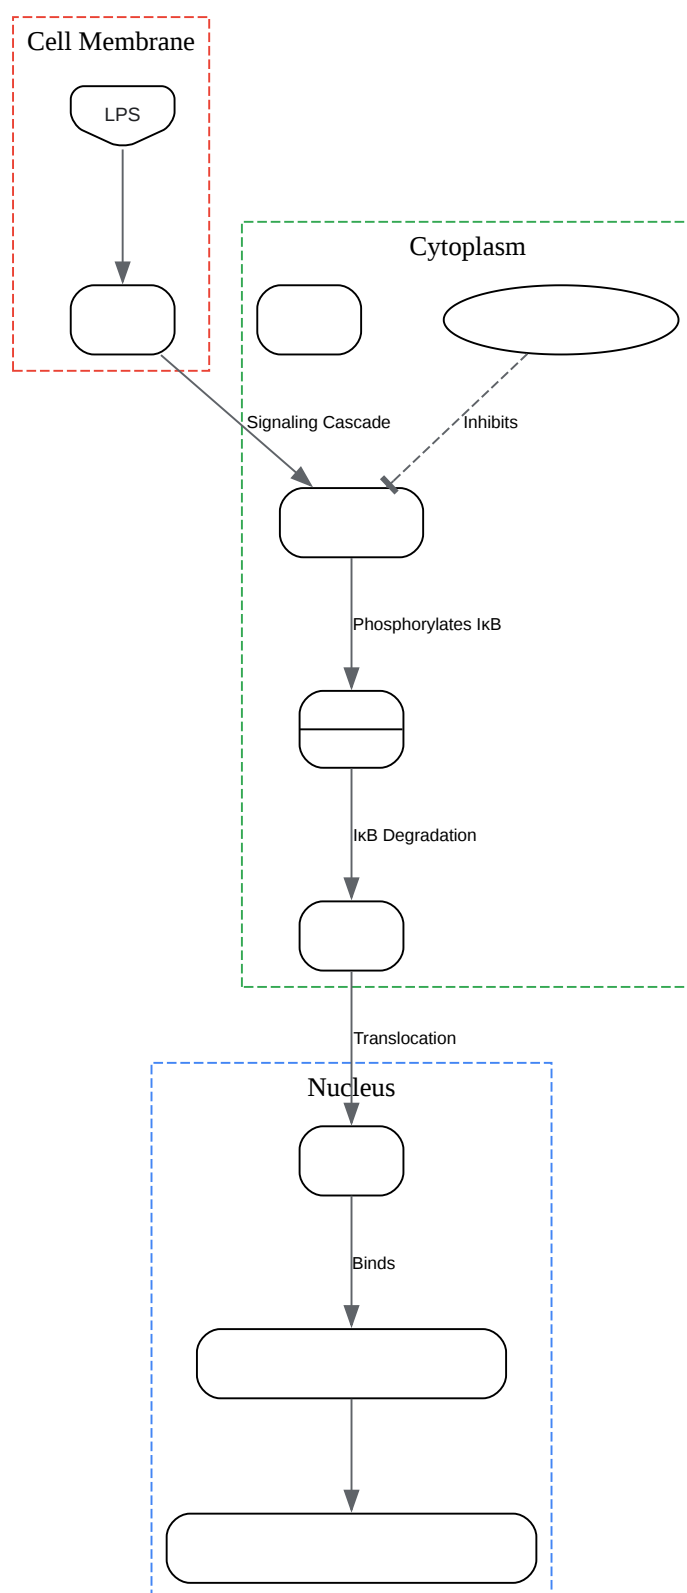 Cell Membrane
LPS
Cytoplasm
Signaling Cascade
Inhibits
Phosphorylates IκB
IκB Degradation
Translocation
Nucleus
Binds